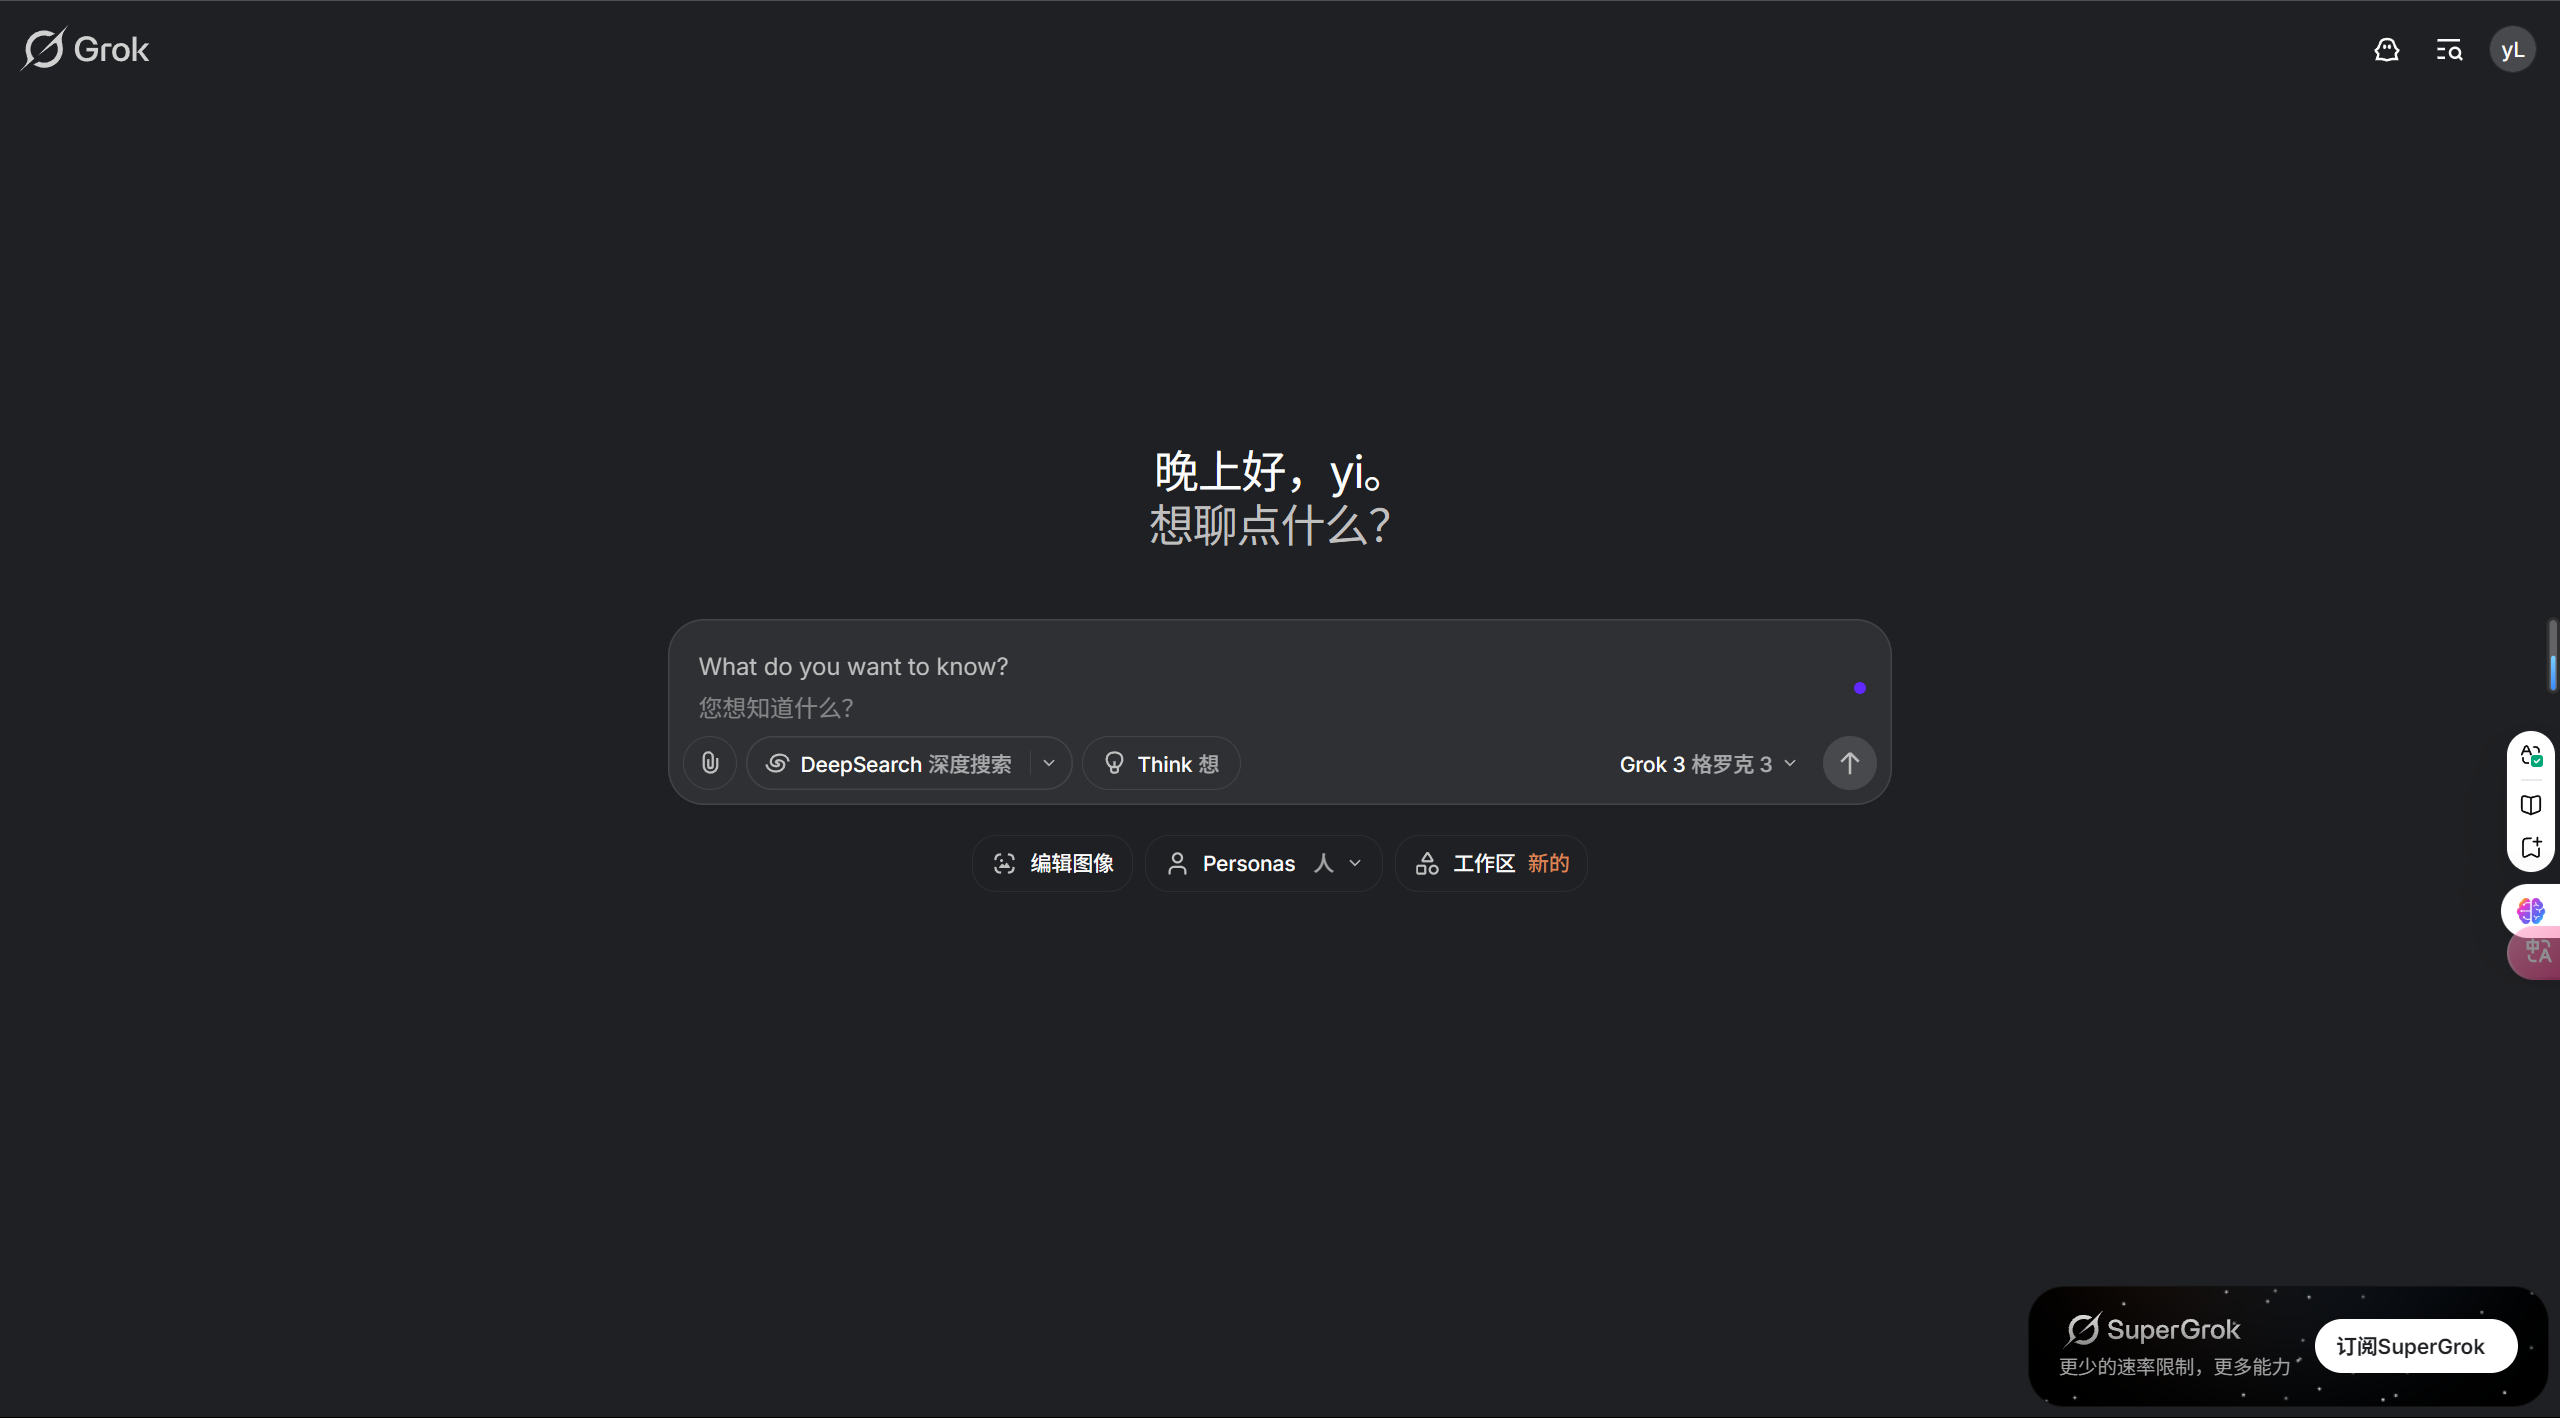 Grok
yL
晚上好，yi。
想聊点什么？
What do you want to know?
您想知道什么？
DeepSearch 深度搜索
Think 想
Grok 3 格罗克 3
编辑图像
Personas 人
工作区 新的
中A
SuperGrok
更少的速率限制，更多能力
订阅SuperGrok